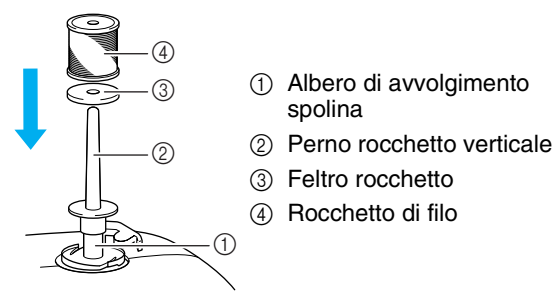 ④
③
②
①
① Albero di avvolgimento
spolina
② Perno rocchetto verticale
③ Feltro rocchetto
④ Rocchetto di filo